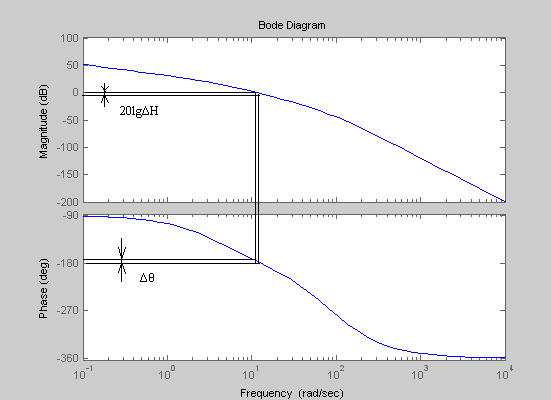 Bode Diagram
100
50
0
-50
-100
-150
-200
Magnitude (dB)
20lgΔH
-90
-180
-270
-360
Phase (deg)
Δθ
10^-1
10^0
10^1
10^2
10^3
10^4
Frequency (rad/sec)